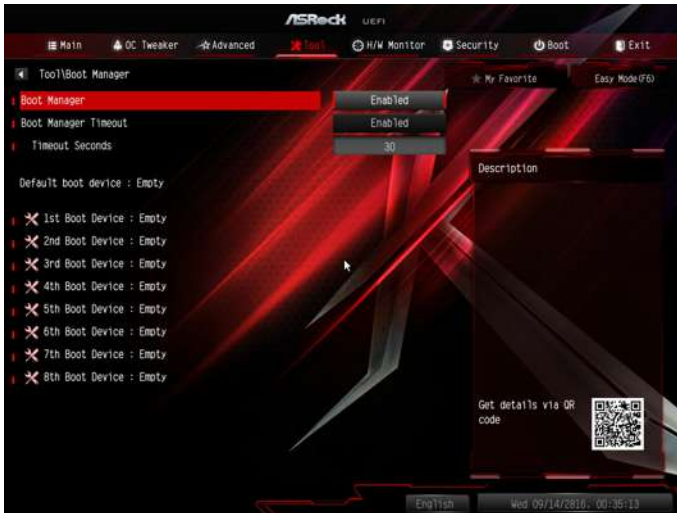 ASRock UEFI
Main OC Tweaker Advanced Tool H/W Monitor Security Boot Exit
Tool\Boot Manager
My Favorite Easy Mode(F6)
Boot Manager Enabled
Boot Manager Timeout Enabled
Timeout Seconds 30
Description
Default boot device : Empty
1st Boot Device : Empty
2nd Boot Device : Empty
3rd Boot Device : Empty
4th Boot Device : Empty
5th Boot Device : Empty
6th Boot Device : Empty
7th Boot Device : Empty
8th Boot Device : Empty
Get details via QR
code
English Wed 09/14/2816. 00:35:13